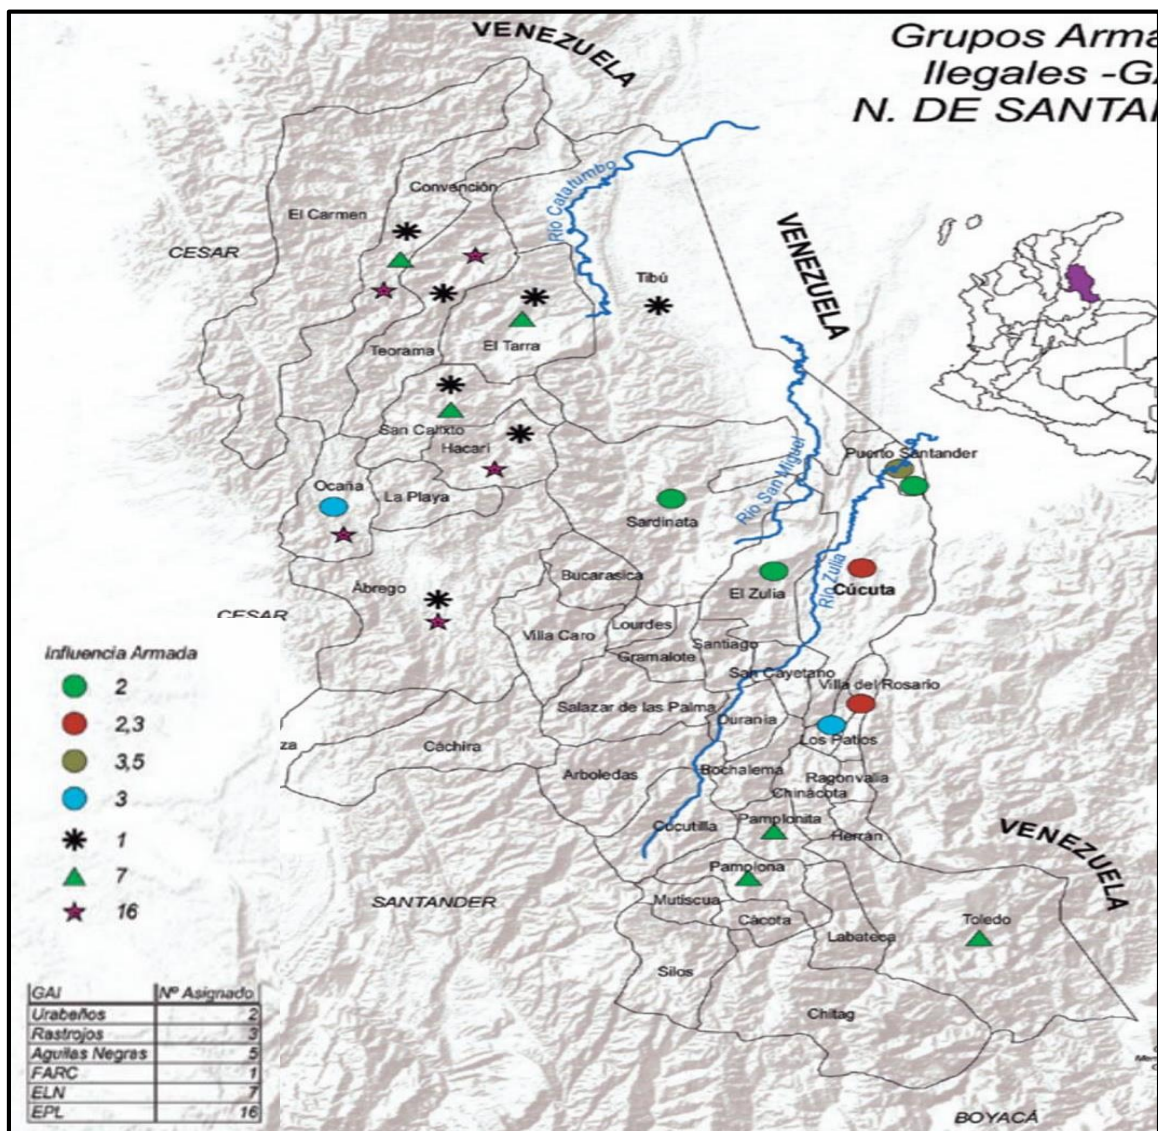 VENEZUELA
Grupos Arma
Ilegales -GA
N. DE SANTA
Convención
Río Catatumbo
El Carmen
CESAR
VENEZUELA
Tibú
Teorama
El Tarra
San Calixto
Hacarí
Puerto Santander
Río San Miguel
Ocaña
La Playa
Sardinata
Río Zulia
Bucarasica
El Zulia
Cúcuta
Ábrego
CESAR
Villa Caro
Lourdes
Gramalote
Santiago
San Cayetano
Villa del Rosario
Salazar de las Palma
Durania
Los Patios
Cáchira
za
Arboledas
Bochalema
Ragonvalia
Chinácota
Cucutilla
Pamplonita
Herrán
VENEZUELA
Pamplona
Mutiscua
Cácota
SANTANDER
Toledo
Labateca
Silos
Chitag
BOYACÁ
Influencia Armada
2
2,3
3,5
3
1
7
16
GAI Nº Asignado
Urabeños 2
Rastrojos 3
Aguilas Negras 5
FARC 1
ELN 7
EPL 16